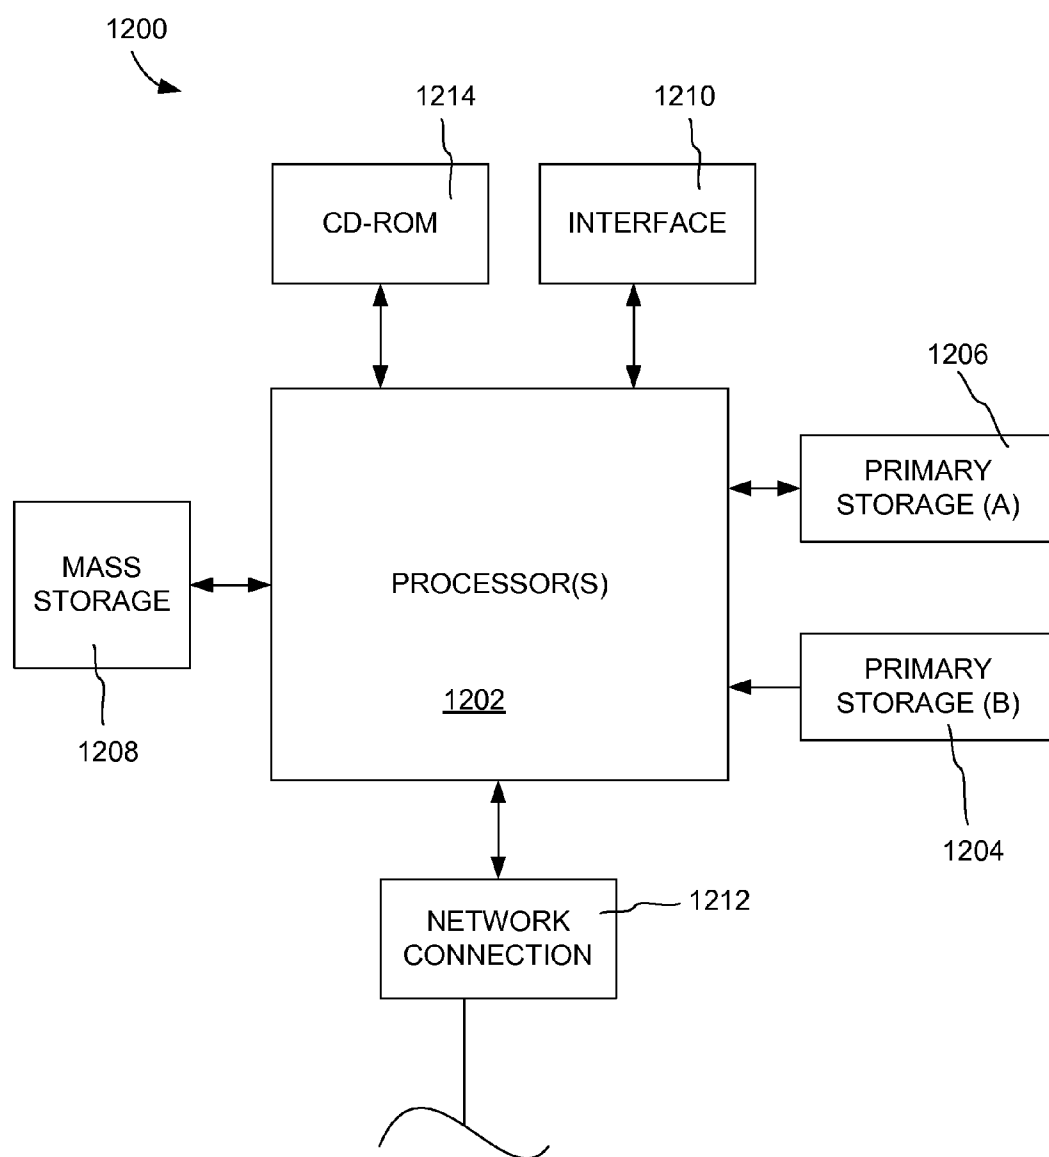 1200
1214
1210
CD-ROM
INTERFACE
1206
PRIMARY
STORAGE (A)
MASS
STORAGE
PROCESSOR(S)
PRIMARY
STORAGE (B)
1202
1208
1204
1212
NETWORK
CONNECTION